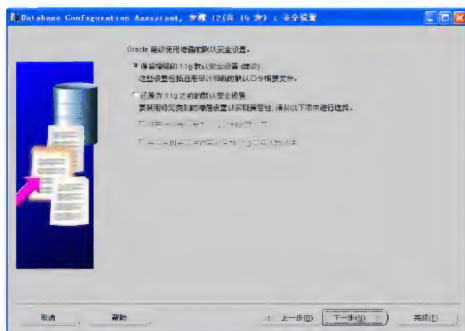 Database Configuration Assistant, 步骤 (12/共 16 步) : 安全设置
Oracle 建议使用增强的默认安全设置。
保留增强的 11g 默认安全设置 (建议)
这些设置包括启用审计和新的默认口令概要文件。
还原为 11g 之前的默认安全设置
要禁用特定类别的增强设置以实现兼容性, 请从以下项中进行选择。
取消
帮助
上一步(B)
下一步(N)
完成(F)